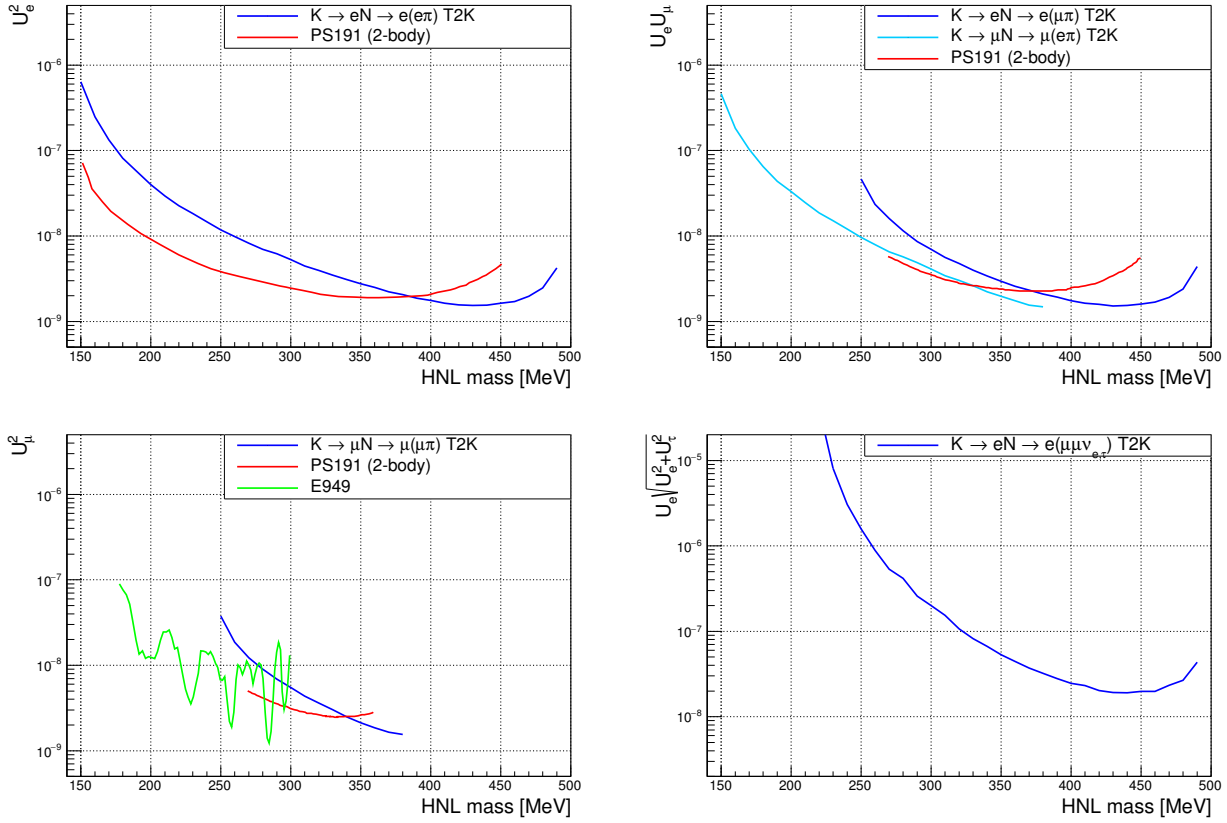 U_e^2
K → eN → e(eπ) T2K
PS191 (2-body)
10^−6
10^−7
10^−8
10^−9
150 200 250 300 350 400 450 500
HNL mass [MeV]
U_eU_μ
K → eN → e(μπ) T2K
K → μN → μ(eπ) T2K
PS191 (2-body)
10^−6
10^−7
10^−8
10^−9
150 200 250 300 350 400 450 500
HNL mass [MeV]
U_μ^2
K → μN → μ(μπ) T2K
PS191 (2-body)
E949
10^−6
10^−7
10^−8
10^−9
150 200 250 300 350 400 450 500
HNL mass [MeV]
U_e√U_e^2+U_τ^2
K → eN → e(μμν_e,τ) T2K
10^−5
10^−6
10^−7
10^−8
150 200 250 300 350 400 450 500
HNL mass [MeV]